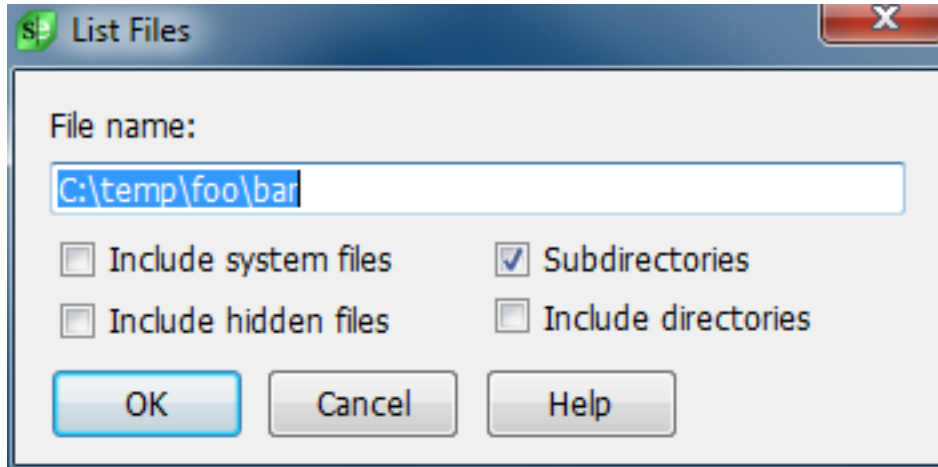 List Files
File name:
C:\temp\foo\bar
Include system files
Subdirectories
Include hidden files
Include directories
OK
Cancel
Help